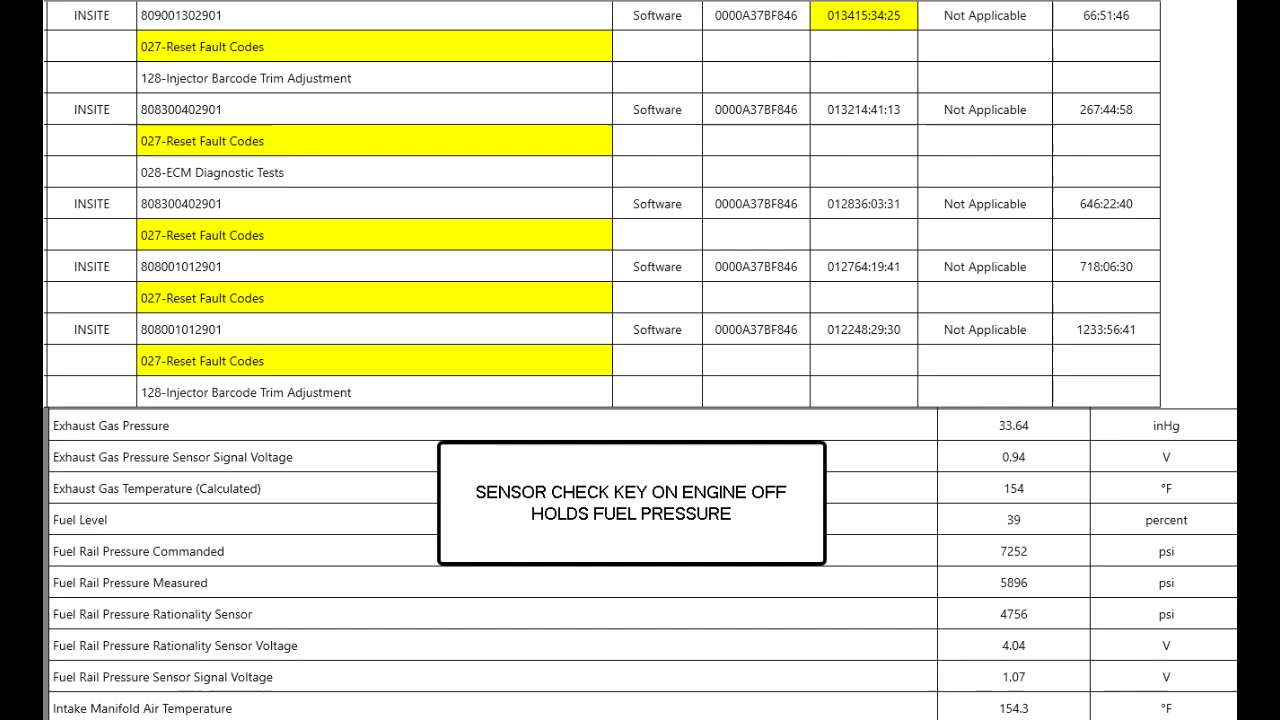 INSITE 809001302901 Software 0000A37BF846 013415:34:25 Not Applicable 66:51:46
027-Reset Fault Codes
128-Injector Barcode Trim Adjustment
INSITE 808300402901 Software 0000A37BF846 013214:41:13 Not Applicable 267:44:58
027-Reset Fault Codes
028-ECM Diagnostic Tests
INSITE 808300402901 Software 0000A37BF846 012836:03:31 Not Applicable 646:22:40
027-Reset Fault Codes
INSITE 808001012901 Software 0000A37BF846 012764:19:41 Not Applicable 718:06:30
027-Reset Fault Codes
INSITE 808001012901 Software 0000A37BF846 012248:29:30 Not Applicable 1233:56:41
027-Reset Fault Codes
128-Injector Barcode Trim Adjustment
Exhaust Gas Pressure 33.64 inHg
Exhaust Gas Pressure Sensor Signal Voltage 0.94 V
Exhaust Gas Temperature (Calculated) 154 °F
SENSOR CHECK KEY ON ENGINE OFF
HOLDS FUEL PRESSURE
Fuel Level 39 percent
Fuel Rail Pressure Commanded 7252 psi
Fuel Rail Pressure Measured 5896 psi
Fuel Rail Pressure Rationality Sensor 4756 psi
Fuel Rail Pressure Rationality Sensor Voltage 4.04 V
Fuel Rail Pressure Sensor Signal Voltage 1.07 V
Intake Manifold Air Temperature 154.3 °F